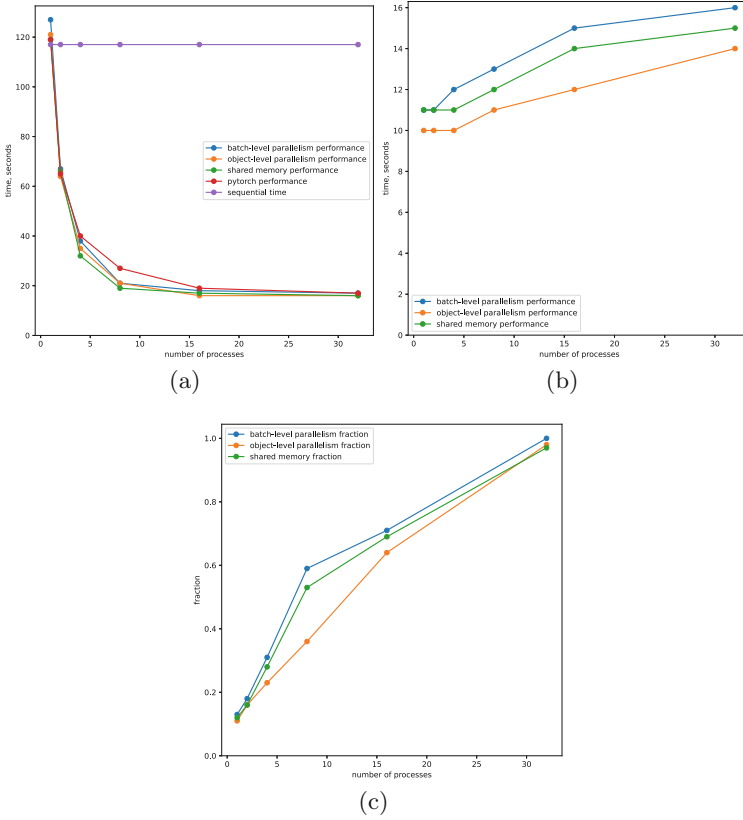 120
100
80
60
40
20
0
time, seconds
batch-level parallelism performance
object-level parallelism performance
shared memory performance
pytorch performance
sequential time
0 5 10 15 20 25 30
number of processes
(a)
16
14
12
10
8
6
4
2
0
time, seconds
batch-level parallelism performance
object-level parallelism performance
shared memory performance
0 5 10 15 20 25 30
number of processes
(b)
1.0
0.8
0.6
0.4
0.2
0.0
fraction
batch-level parallelism fraction
object-level parallelism fraction
shared memory fraction
0 5 10 15 20 25 30
number of processes
(c)